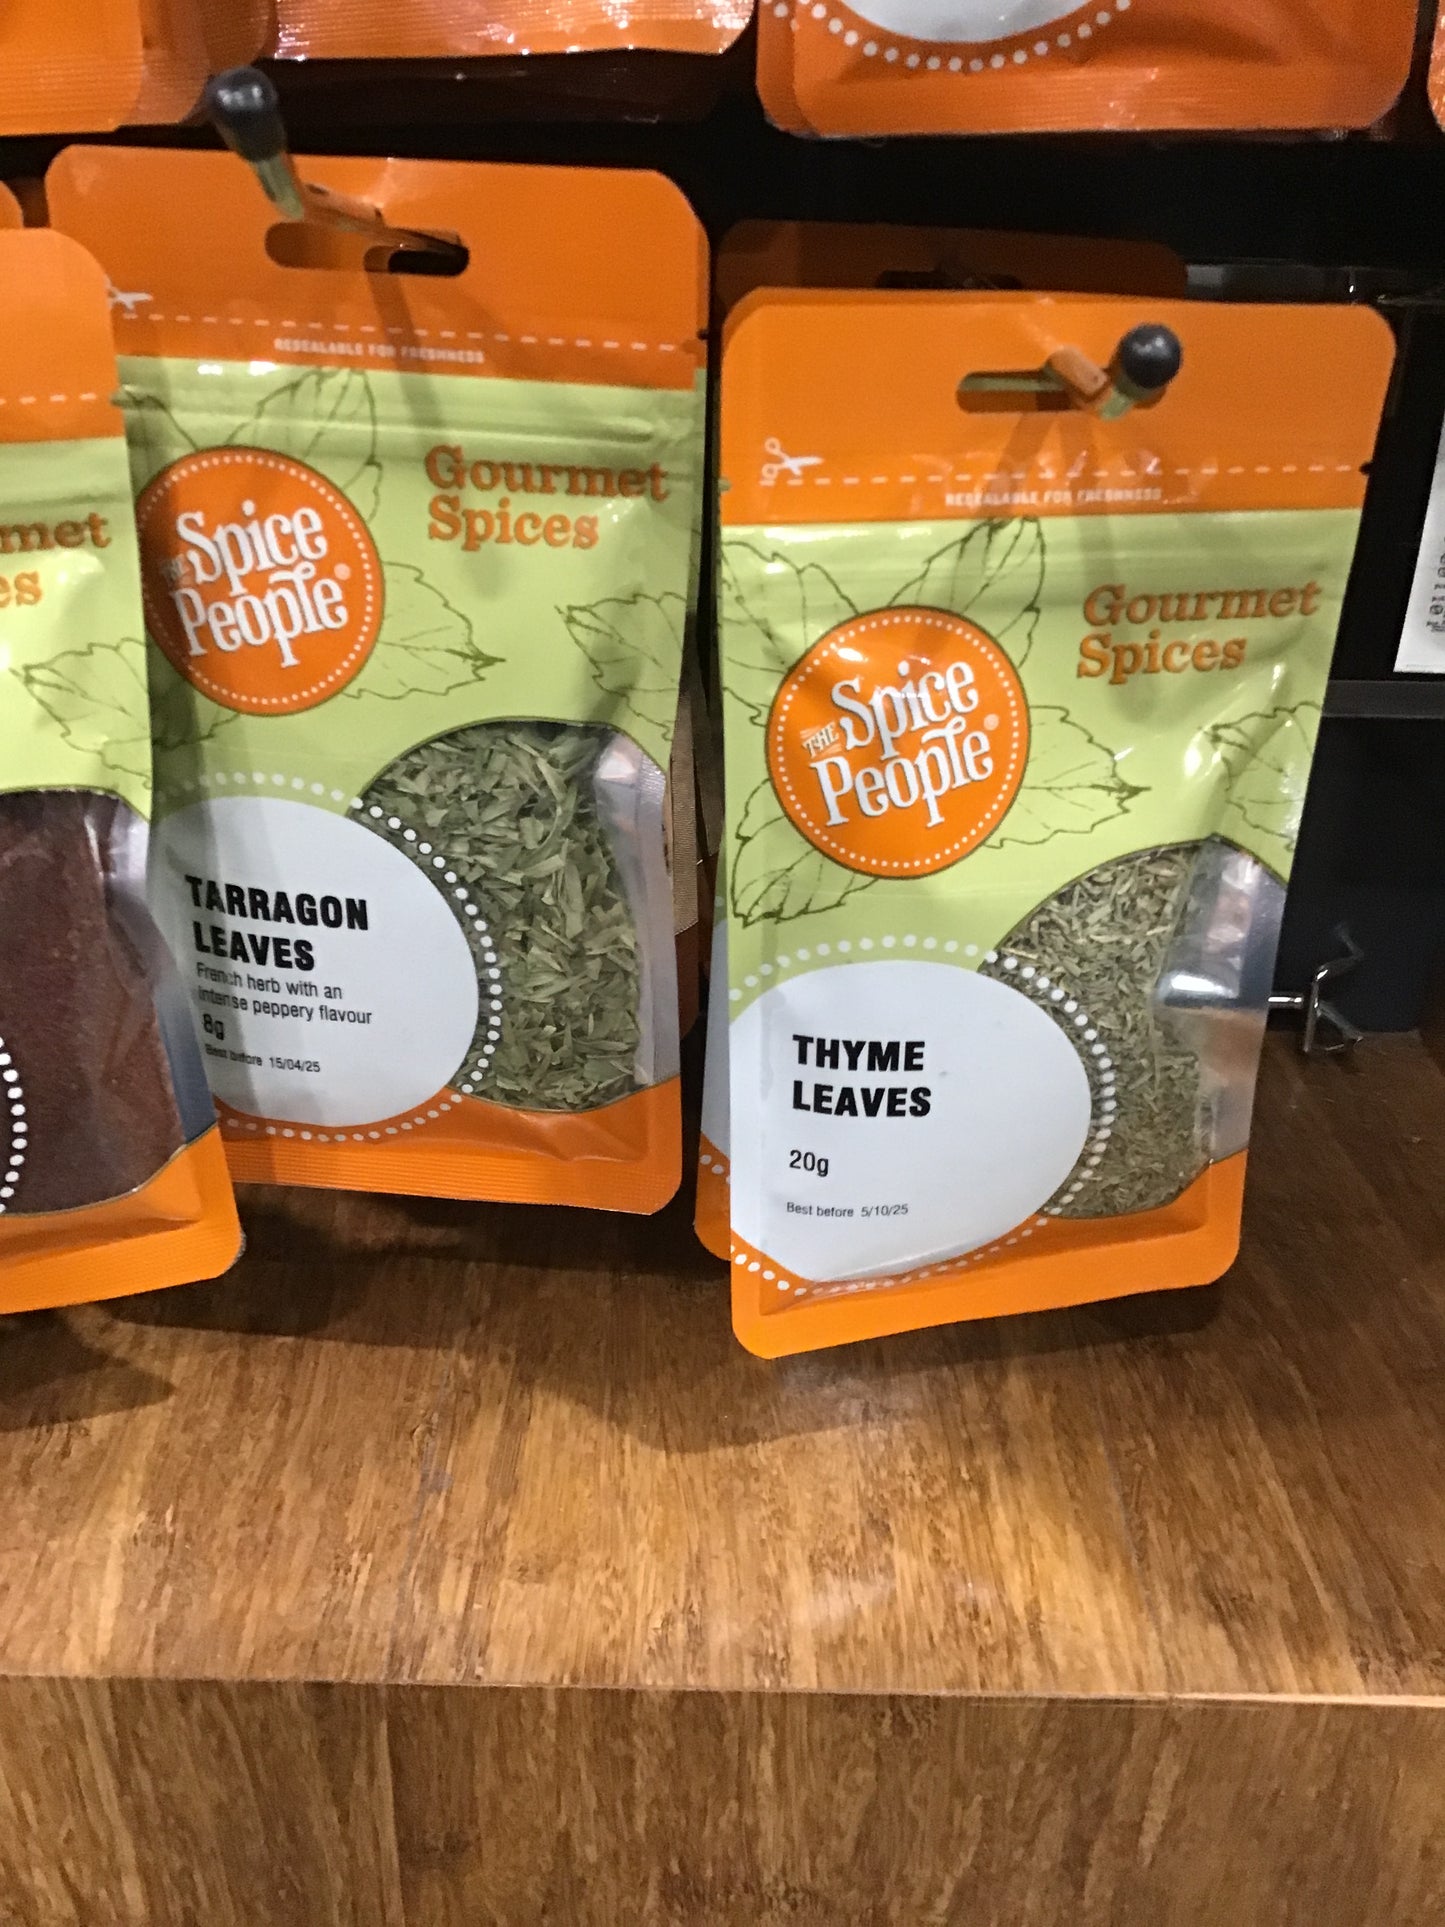 met
es
RESEALABLE FOR FRESHNESS
Gourmet
Spices
THE
Spice
People®
TARRAGON
LEAVES
French herb with an
intense peppery flavour
8g
Best before 15/04/25
RESEALABLE FOR FRESHNESS
Gourmet
Spices
THE
Spice
People®
THYME
LEAVES
20g
Best before 5/10/25